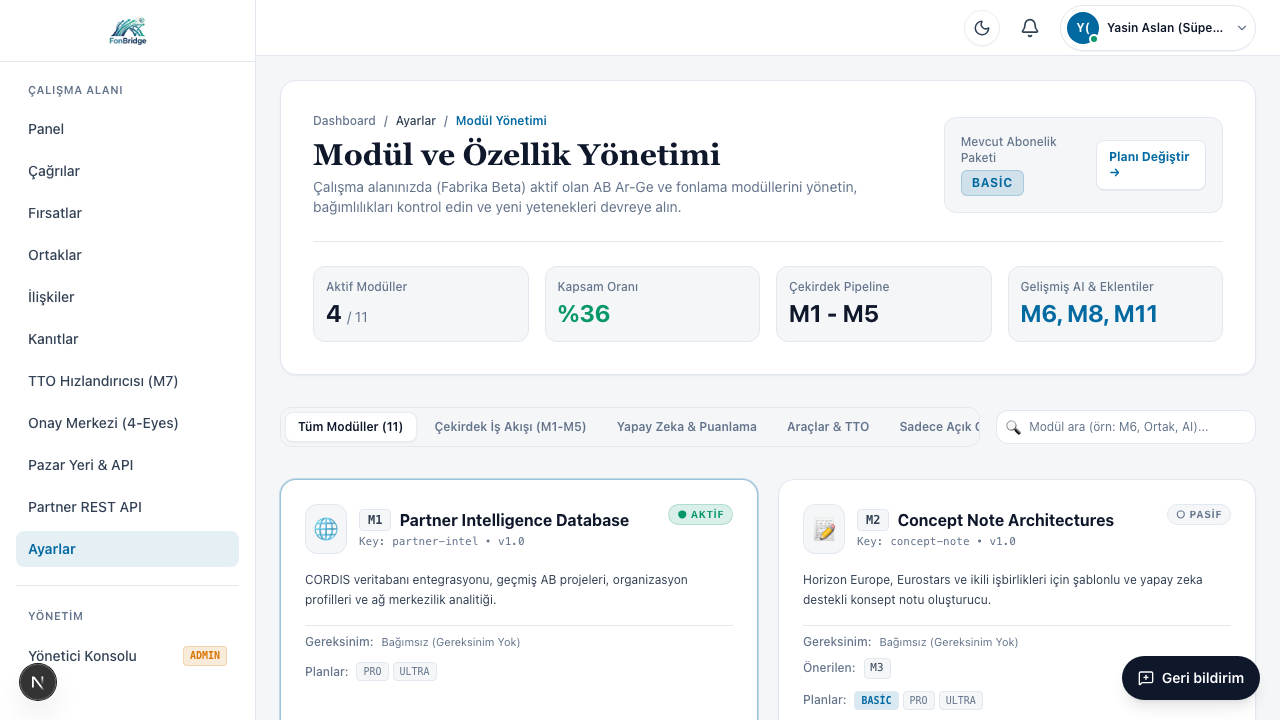 FonBridge
ÇALIŞMA ALANI
Panel
Çağrılar
Fırsatlar
Ortaklar
İlişkiler
Kanıtlar
TTO Hızlandırıcısı (M7)
Onay Merkezi (4-Eyes)
Pazar Yeri & API
Partner REST API
Ayarlar
YÖNETİM
Yönetici Konsolu
ADMIN
N
Y(
Yasin Aslan (Süpe...
Dashboard / Ayarlar / Modül Yönetimi
Modül ve Özellik Yönetimi
Çalışma alanınızda (Fabrika Beta) aktif olan AB Ar-Ge ve fonlama modüllerini yönetin,
bağımlılıkları kontrol edin ve yeni yetenekleri devreye alın.
Mevcut Abonelik
Paketi
BASİC
Planı Değiştir
→
Aktif Modüller
4 / 11
Kapsam Oranı
%36
Çekirdek Pipeline
M1 - M5
Gelişmiş AI & Eklentiler
M6, M8, M11
Tüm Modüller (11)
Çekirdek İş Akışı (M1-M5)
Yapay Zeka & Puanlama
Araçlar & TTO
Sadece Açık
Modül ara (örn: M6, Ortak, AI)...
M1 Partner Intelligence Database
AKTİF
Key: partner-intel • v1.0
CORDIS veritabanı entegrasyonu, geçmiş AB projeleri, organizasyon
profilleri ve ağ merkezilik analitiği.
Gereksinim: Bağımsız (Gereksinim Yok)
Planlar: PRO ULTRA
M2 Concept Note Architectures
PASİF
Key: concept-note • v1.0
Horizon Europe, Eurostars ve ikili işbirlikleri için şablonlu ve yapay zeka
destekli konsept notu oluşturucu.
Gereksinim: Bağımsız (Gereksinim Yok)
Önerilen: M3
Planlar: BASİC PRO ULTRA
Geri bildirim